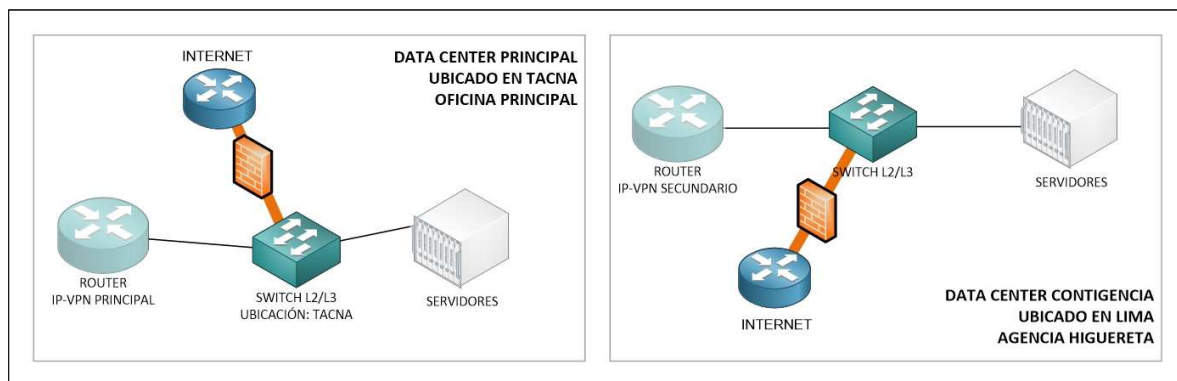 INTERNET
DATA CENTER PRINCIPAL
UBICADO EN TACNA
OFICINA PRINCIPAL
ROUTER
IP-VPN PRINCIPAL
SWITCH L2/L3
UBICACIÓN: TACNA
SERVIDORES
ROUTER
IP-VPN SECUNDARIO
SWITCH L2/L3
SERVIDORES
INTERNET
DATA CENTER CONTIGENCIA
UBICADO EN LIMA
AGENCIA HIGUERETA